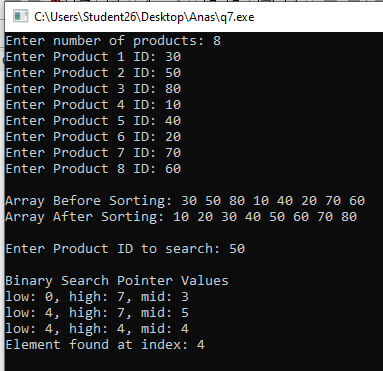 C:\Users\Student26\Desktop\Anas\q7.exe
Enter number of products: 8
Enter Product 1 ID: 30
Enter Product 2 ID: 50
Enter Product 3 ID: 80
Enter Product 4 ID: 10
Enter Product 5 ID: 40
Enter Product 6 ID: 20
Enter Product 7 ID: 70
Enter Product 8 ID: 60
Array Before Sorting: 30 50 80 10 40 20 70 60
Array After Sorting: 10 20 30 40 50 60 70 80
Enter Product ID to search: 50
Binary Search Pointer Values
low: 0, high: 7, mid: 3
low: 4, high: 7, mid: 5
low: 4, high: 4, mid: 4
Element found at index: 4